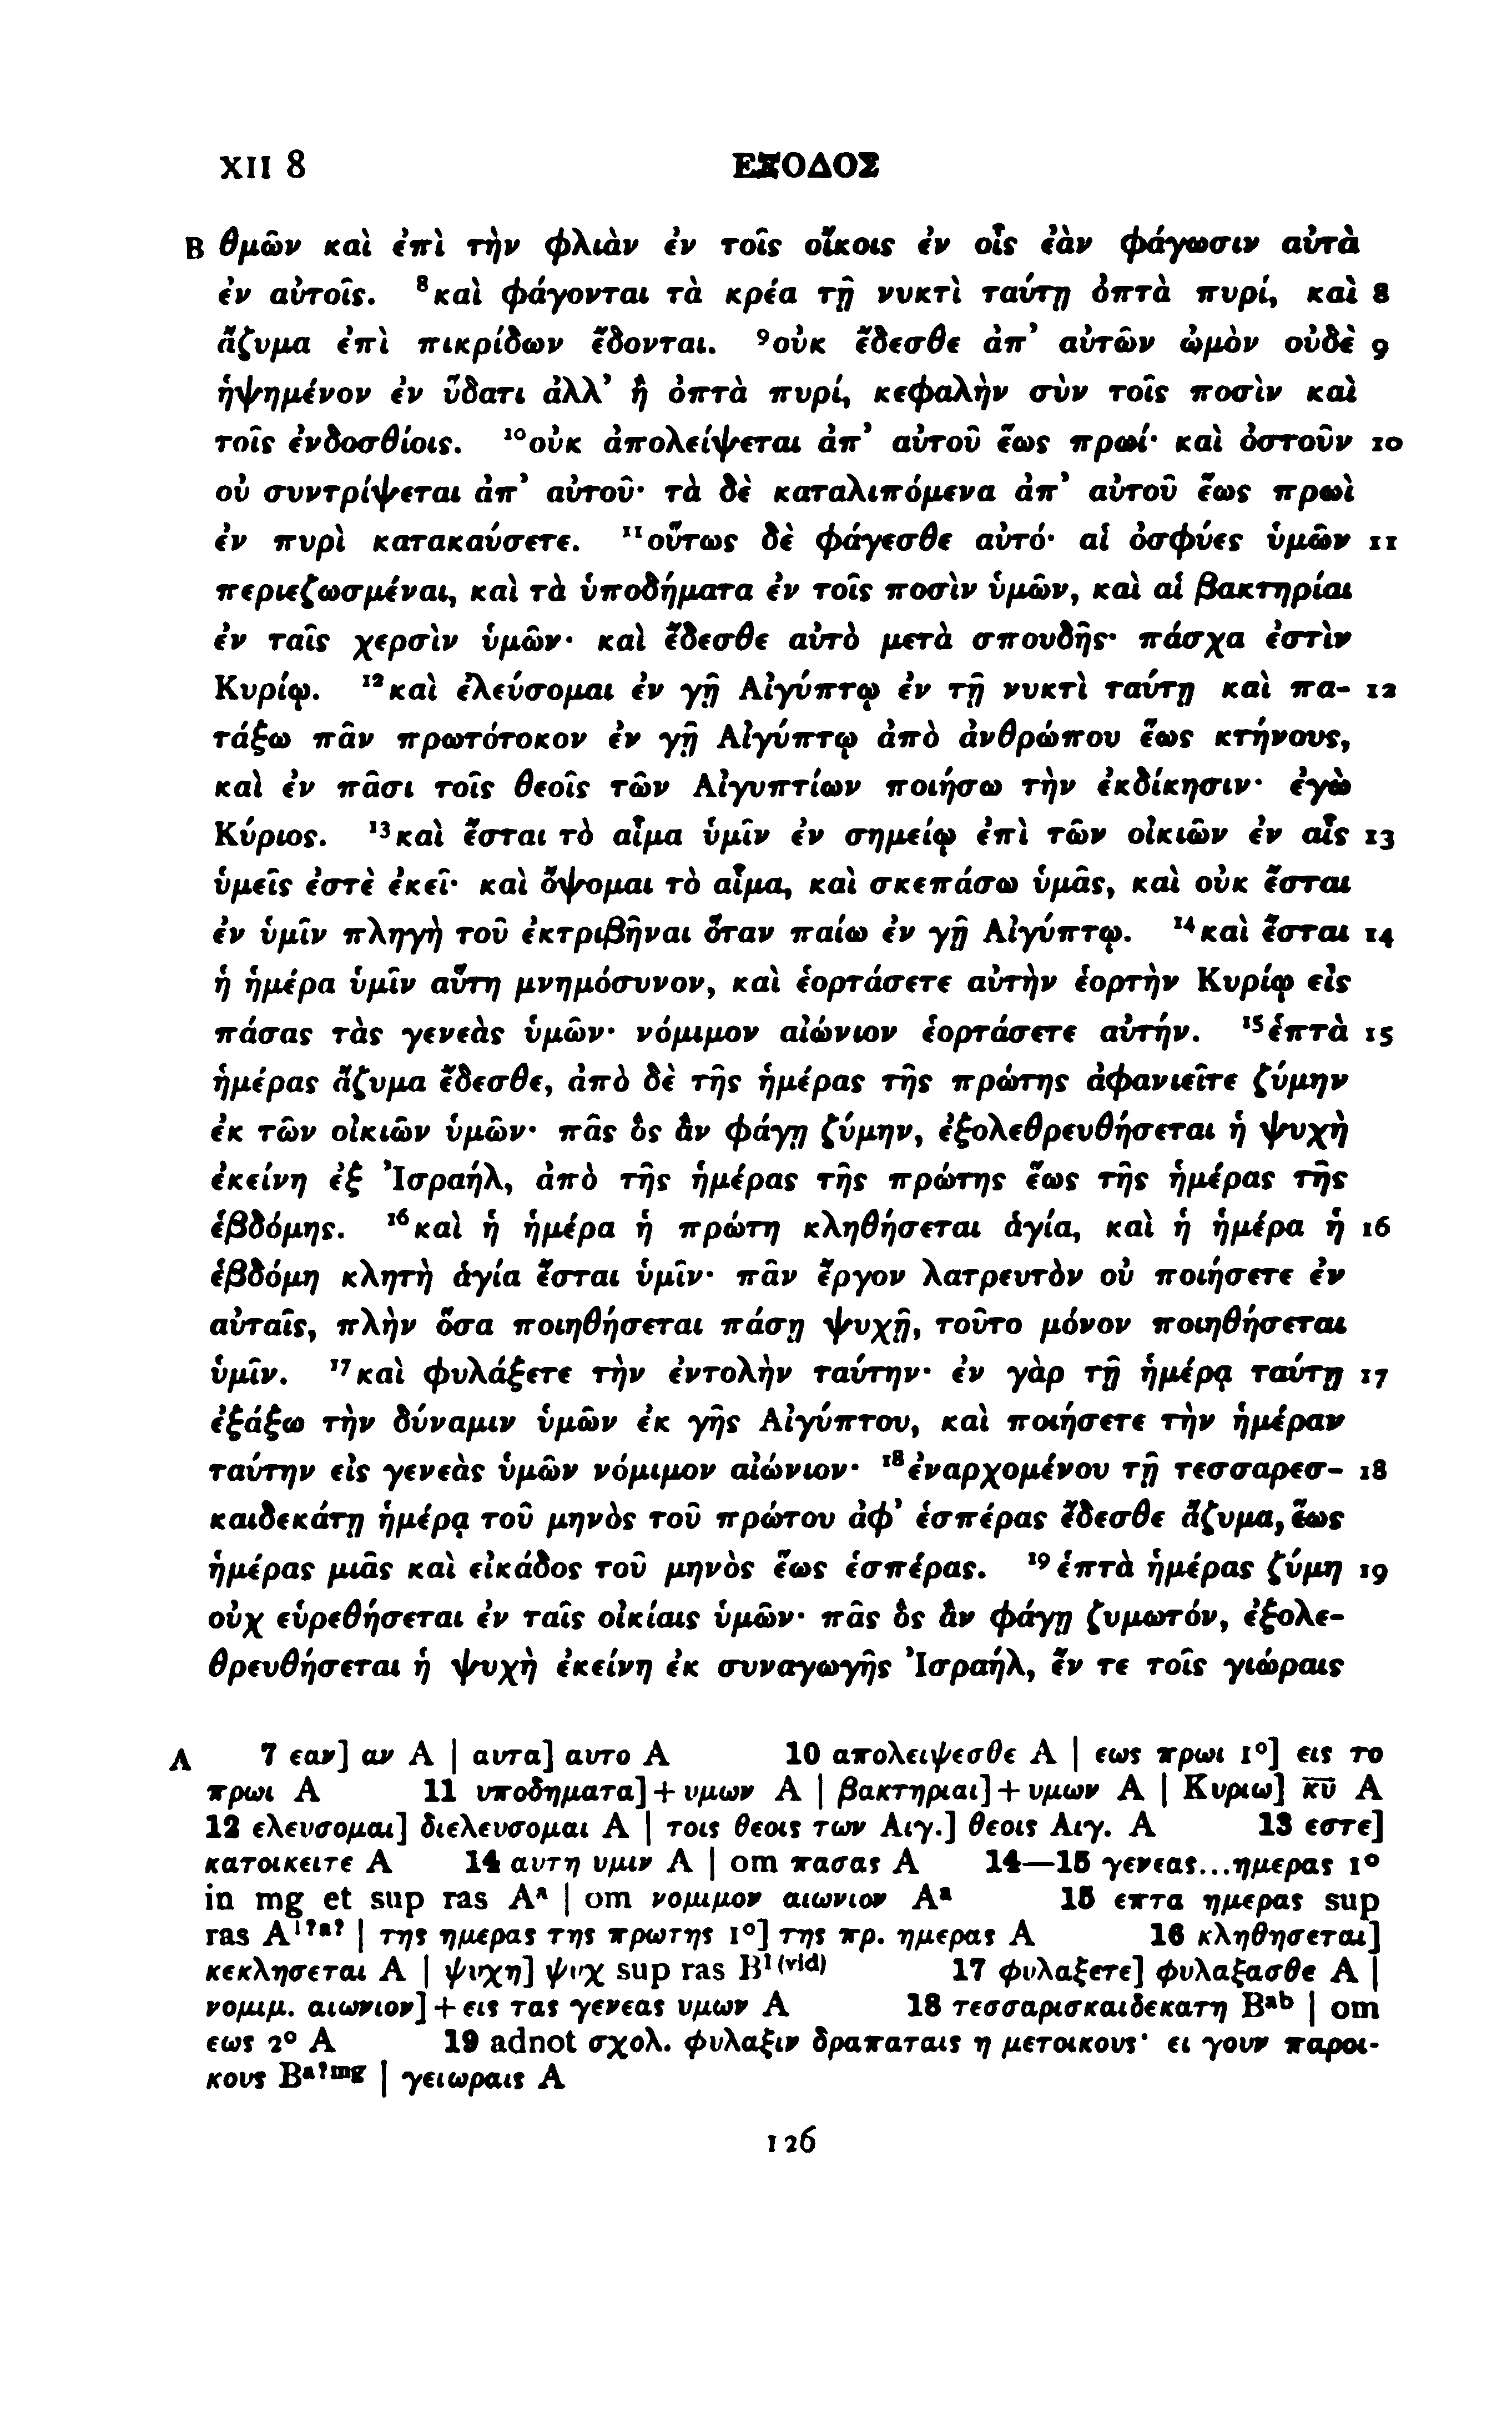 XII 8 ΕΞΟΔΟΣ
B θμῶν καὶ ἐπὶ τὴν φλιὰν ἐν τοῖς οἴκοις ἐν οἷς ἐὰν φάγωσιν αὐτὰ
ἐν αὐτοῖς. ⁸καὶ φάγονται τὰ κρέα τῇ νυκτὶ ταύτῃ ὀπτὰ πυρί, καὶ 8
ἄζυμα ἐπὶ πικρίδων ἔδονται. ⁹οὐκ ἔδεσθε ἀπ’ αὐτῶν ὠμὸν οὐδὲ 9
ἡψημένον ἐν ὕδατι ἀλλ’ ἢ ὀπτὰ πυρί, κεφαλὴν σὺν τοῖς ποσὶν καὶ
τοῖς ἐνδοσθίοις. ¹⁰οὐκ ἀπολείψεται ἀπ’ αὐτοῦ ἕως πρωί· καὶ ὀστοῦν 10
οὐ συντρίψεται ἀπ’ αὐτοῦ· τὰ δὲ καταλιπόμενα ἀπ’ αὐτοῦ ἕως πρωὶ
ἐν πυρὶ κατακαύσετε. ¹¹οὕτως δὲ φάγεσθε αὐτό· αἱ ὀσφύες ὑμῶν 11
περιεζωσμέναι, καὶ τὰ ὑποδήματα ἐν τοῖς ποσὶν ὑμῶν, καὶ αἱ βακτηρίαι
ἐν ταῖς χερσὶν ὑμῶν· καὶ ἔδεσθε αὐτὸ μετὰ σπουδῆς· πάσχα ἐστὶν
Κυρίῳ. ¹²καὶ ἐλεύσομαι ἐν γῇ Αἰγύπτῳ ἐν τῇ νυκτὶ ταύτῃ καὶ πα- 12
τάξω πᾶν πρωτότοκον ἐν γῇ Αἰγύπτῳ ἀπὸ ἀνθρώπου ἕως κτήνους,
καὶ ἐν πᾶσι τοῖς θεοῖς τῶν Αἰγυπτίων ποιήσω τὴν ἐκδίκησιν· ἐγὼ
Κύριος. ¹³καὶ ἔσται τὸ αἷμα ὑμῖν ἐν σημείῳ ἐπὶ τῶν οἰκιῶν ἐν αἷς 13
ὑμεῖς ἐστὲ ἐκεῖ· καὶ ὄψομαι τὸ αἷμα, καὶ σκεπάσω ὑμᾶς, καὶ οὐκ ἔσται
ἐν ὑμῖν πληγὴ τοῦ ἐκτριβῆναι ὅταν παίω ἐν γῇ Αἰγύπτῳ. ¹⁴καὶ ἔσται 14
ἡ ἡμέρα ὑμῖν αὕτη μνημόσυνον, καὶ ἑορτάσετε αὐτὴν ἑορτὴν Κυρίῳ εἰς
πάσας τὰς γενεὰς ὑμῶν· νόμιμον αἰώνιον ἑορτάσετε αὐτήν. ¹⁵ἑπτὰ 15
ἡμέρας ἄζυμα ἔδεσθε, ἀπὸ δὲ τῆς ἡμέρας τῆς πρώτης ἀφανιεῖτε ζύμην
ἐκ τῶν οἰκιῶν ὑμῶν· πᾶς ὃς ἂν φάγῃ ζύμην, ἐξολεθρευθήσεται ἡ ψυχὴ
ἐκείνη ἐξ Ἰσραήλ, ἀπὸ τῆς ἡμέρας τῆς πρώτης ἕως τῆς ἡμέρας τῆς
ἑβδόμης. ¹⁶καὶ ἡ ἡμέρα ἡ πρώτη κληθήσεται ἁγία, καὶ ἡ ἡμέρα ἡ 16
ἑβδόμη κλητὴ ἁγία ἔσται ὑμῖν· πᾶν ἔργον λατρευτὸν οὐ ποιήσετε ἐν
αὐταῖς, πλὴν ὅσα ποιηθήσεται πάσῃ ψυχῇ, τοῦτο μόνον ποιηθήσεται
ὑμῖν. ¹⁷καὶ φυλάξετε τὴν ἐντολὴν ταύτην· ἐν γὰρ τῇ ἡμέρᾳ ταύτῃ 17
ἐξάξω τὴν δύναμιν ὑμῶν ἐκ γῆς Αἰγύπτου, καὶ ποιήσετε τὴν ἡμέραν
ταύτην εἰς γενεὰς ὑμῶν νόμιμον αἰώνιον· ¹⁸ἐναρχομένου τῇ τεσσαρεσ- 18
καιδεκάτῃ ἡμέρᾳ τοῦ μηνὸς τοῦ πρώτου ἀφ’ ἑσπέρας ἔδεσθε ἄζυμα, ἕως
ἡμέρας μιᾶς καὶ εἰκάδος τοῦ μηνὸς ἕως ἑσπέρας. ¹⁹ἑπτὰ ἡμέρας ζύμη 19
οὐχ εὑρεθήσεται ἐν ταῖς οἰκίαις ὑμῶν· πᾶς ὃς ἂν φάγῃ ζυμωτόν, ἐξολε-
θρευθήσεται ἡ ψυχὴ ἐκείνη ἐκ συναγωγῆς Ἰσραήλ, ἔν τε τοῖς γιώραις
A 7 εαν] αν A | αυτα] αυτο A 10 απολειψεσθε A | εως πρωι 1°] εις το
πρωι A 11 υποδηματα]+υμων A | βακτηριαι]+υμων A | Κυριω] κ̅υ̅ A
12 ελευσομαι] διελευσομαι A | τοις θεοις των Αιγ.] θεοις Αιγ. A 13 εστε]
κατοικειτε A 14 αυτη υμιν A | om πασας A 14—15 γενεας...ημερας 1°
in mg et sup ras Aᵃ | om νομιμον αιωνιον Aᵃ 15 επτα ημερας sup
ras A¹ˀᵃˀ | της ημερας της πρωτης 1°] της πρ. ημερας A 16 κληθησεται]
κεκλησεται A | ψυχη] ψυχ sup ras B¹⁽ᵛⁱᵈ⁾ 17 φυλαξετε] φυλαξασθε A |
νομιμ. αιωνιον]+εις τας γενεας υμων A 18 τεσσαρισκαιδεκατη Bᵃᵇ | om
εως 2° A 19 adnot σχολ. φυλαξιν δραπαταις η μετοικους· ει γουν παροι-
κους Bᵃˀᵐᵍ | γειωραις A
126